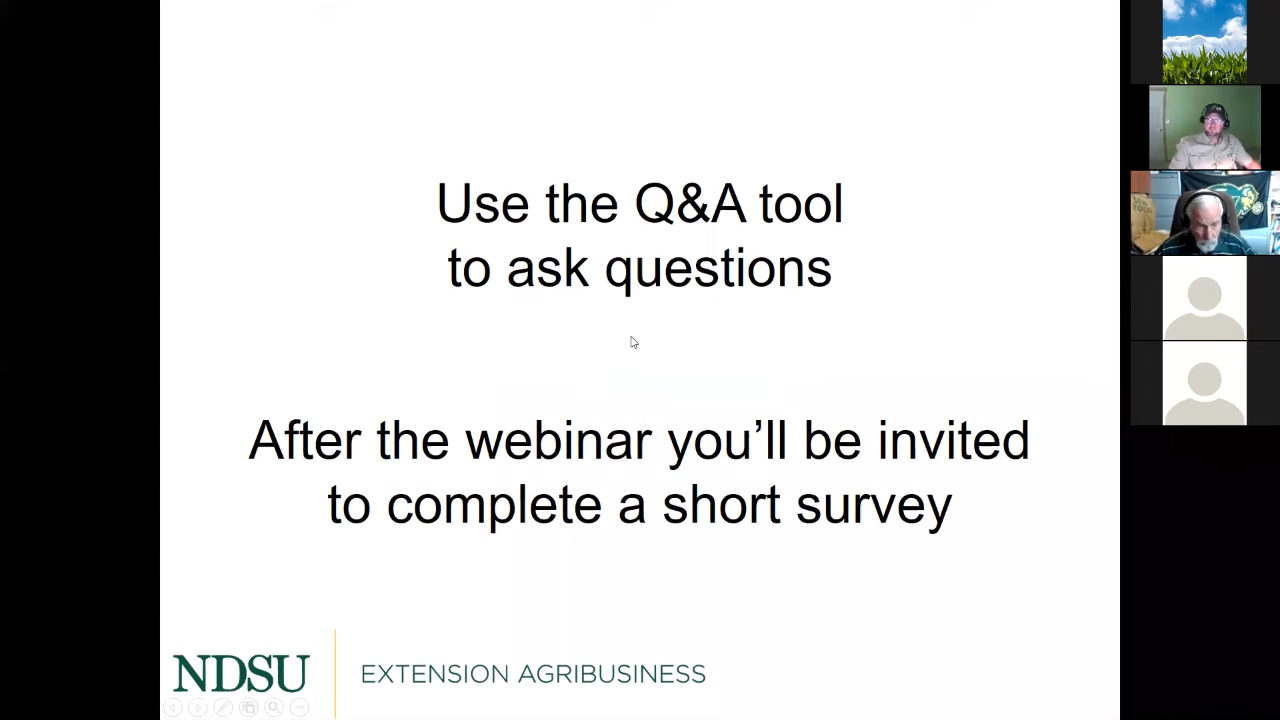 Use the Q&A tool
to ask questions
After the webinar you’ll be invited
to complete a short survey
NDSU
EXTENSION AGRIBUSINESS